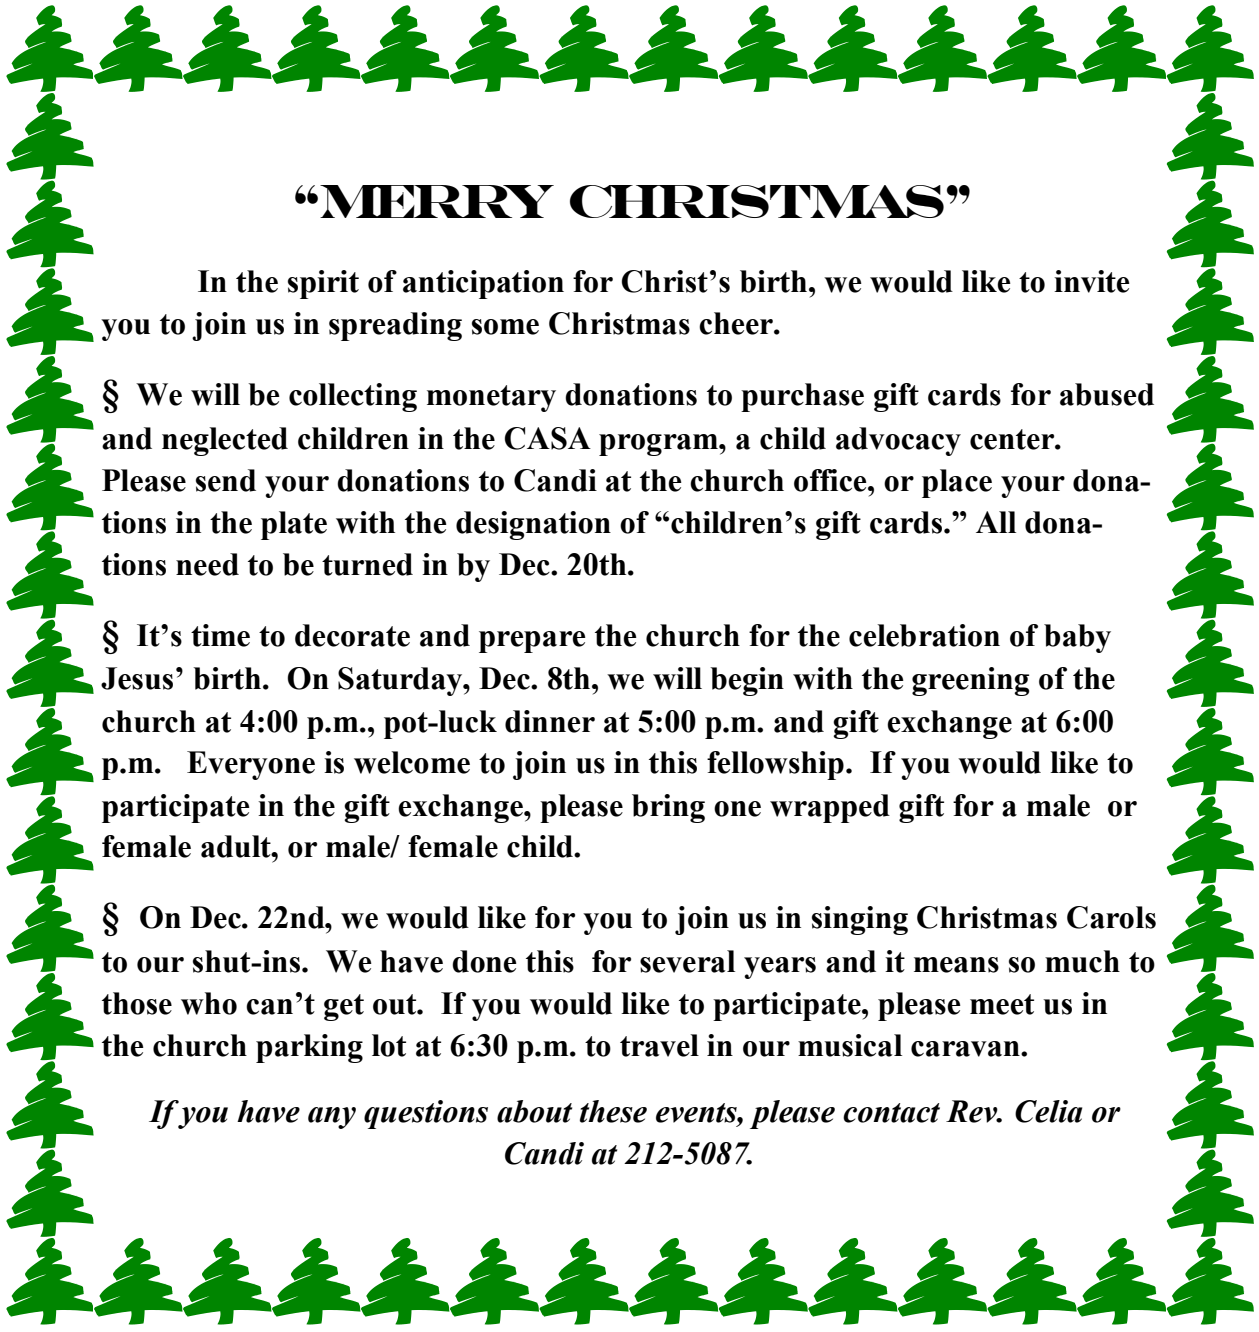 “MERRY CHRISTMAS”
In the spirit of anticipation for Christ’s birth, we would like to invite
you to join us in spreading some Christmas cheer.
§ We will be collecting monetary donations to purchase gift cards for abused
and neglected children in the CASA program, a child advocacy center.
Please send your donations to Candi at the church office, or place your dona-
tions in the plate with the designation of “children’s gift cards.” All dona-
tions need to be turned in by Dec. 20th.
§ It’s time to decorate and prepare the church for the celebration of baby
Jesus’ birth. On Saturday, Dec. 8th, we will begin with the greening of the
church at 4:00 p.m., pot-luck dinner at 5:00 p.m. and gift exchange at 6:00
p.m. Everyone is welcome to join us in this fellowship. If you would like to
participate in the gift exchange, please bring one wrapped gift for a male or
female adult, or male/ female child.
§ On Dec. 22nd, we would like for you to join us in singing Christmas Carols
to our shut-ins. We have done this for several years and it means so much to
those who can’t get out. If you would like to participate, please meet us in
the church parking lot at 6:30 p.m. to travel in our musical caravan.
If you have any questions about these events, please contact Rev. Celia or
Candi at 212-5087.